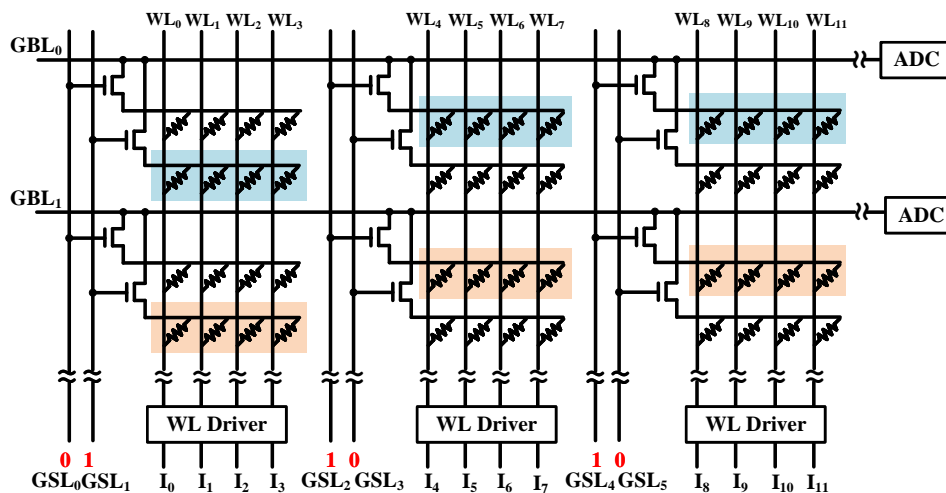 WL₀ WL₁ WL₂ WL₃ WL₄ WL₅ WL₆ WL₇ WL₈ WL₉ WL₁₀ WL₁₁
GBL₀
ADC
GBL₁
ADC
WL Driver WL Driver WL Driver
0 1 1 0 1 0
GSL₀ GSL₁ I₀ I₁ I₂ I₃ GSL₂ GSL₃ I₄ I₅ I₆ I₇ GSL₄ GSL₅ I₈ I₉ I₁₀ I₁₁